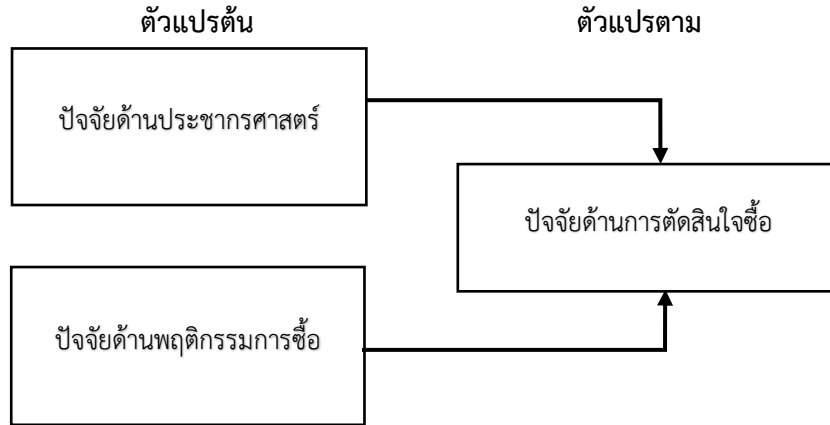 ตัวแปรต้น
ตัวแปรตาม
ปัจจัยด้านประชากรศาสตร์
ปัจจัยด้านการตัดสินใจซื้อ
ปัจจัยด้านพฤติกรรมการซื้อ